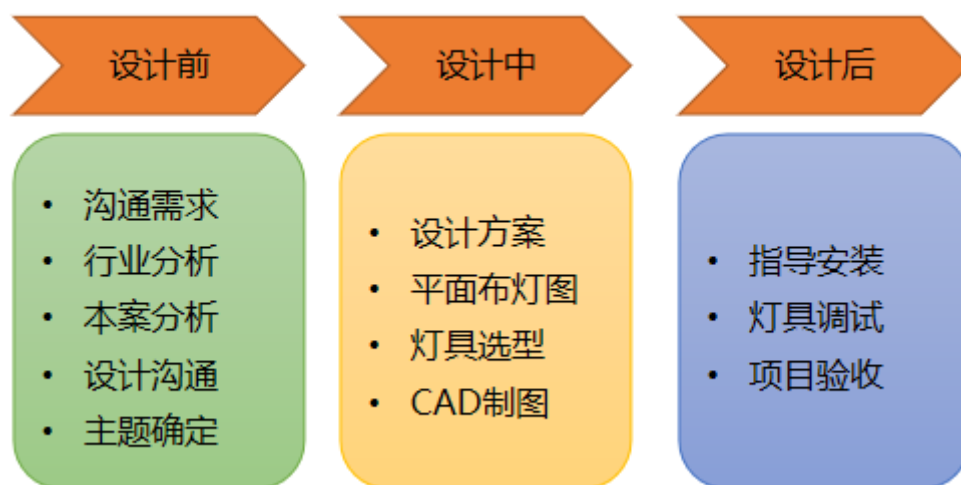 设计前
设计中
设计后
• 沟通需求
• 行业分析
• 本案分析
• 设计沟通
• 主题确定
• 设计方案
• 平面布灯图
• 灯具选型
• CAD制图
• 指导安装
• 灯具调试
• 项目验收